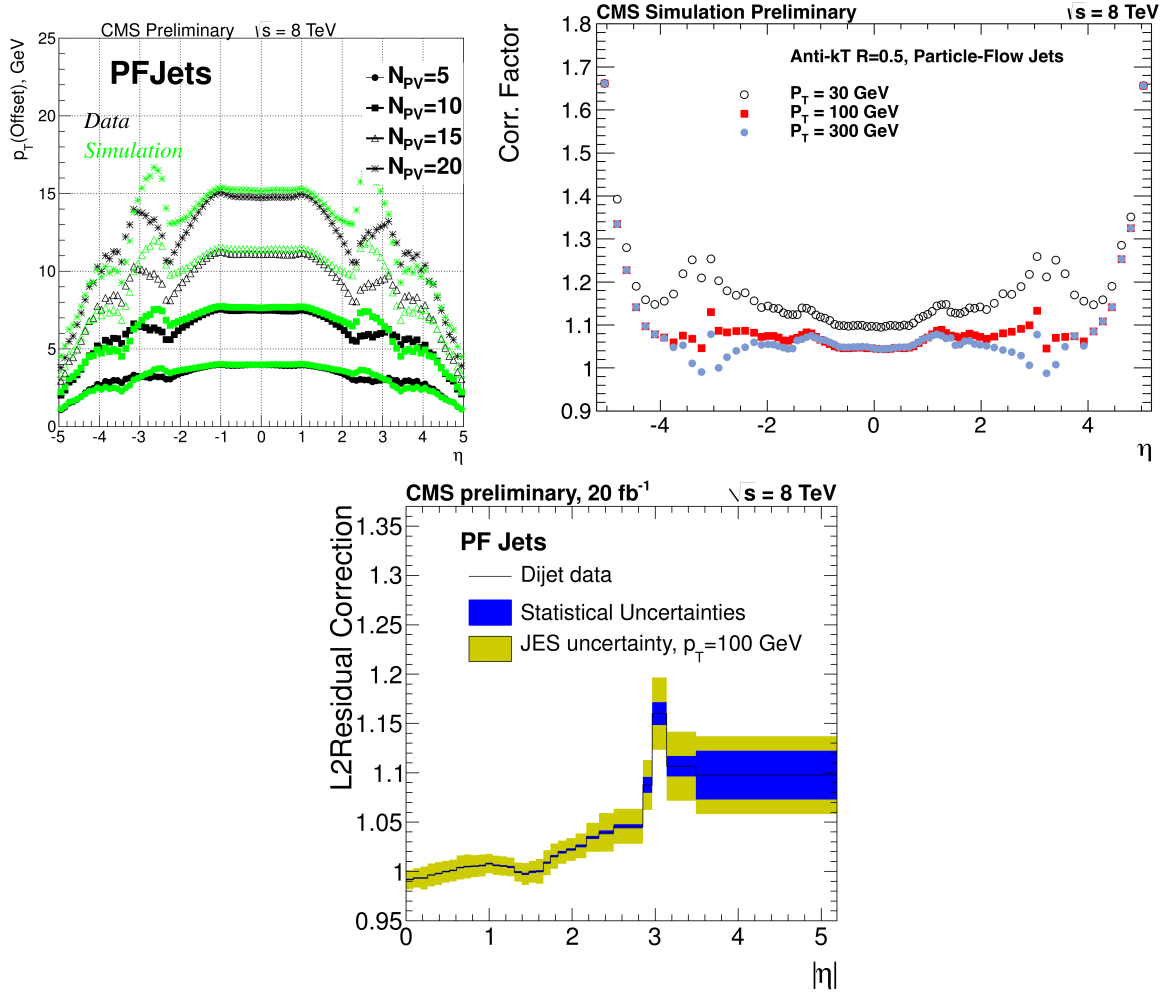 CMS Preliminary √s = 8 TeV
25
20
15
10
5
0
p_T(Offset), GeV
PFJets
Data
Simulation
N_PV=5
N_PV=10
N_PV=15
N_PV=20
-5 -4 -3 -2 -1 0 1 2 3 4 5
η
CMS Simulation Preliminary √s = 8 TeV
1.8
1.7
1.6
1.5
1.4
1.3
1.2
1.1
1
0.9
Corr. Factor
Anti-kT R=0.5, Particle-Flow Jets
P_T = 30 GeV
P_T = 100 GeV
P_T = 300 GeV
-4 -2 0 2 4
η
CMS preliminary, 20 fb⁻¹ √s = 8 TeV
L2Residual Correction
1.35
1.3
1.25
1.2
1.15
1.10
1.05
1
0.95
PF Jets
Dijet data
Statistical Uncertainties
JES uncertainty, p_T=100 GeV
0 1 2 3 4 5
|η|